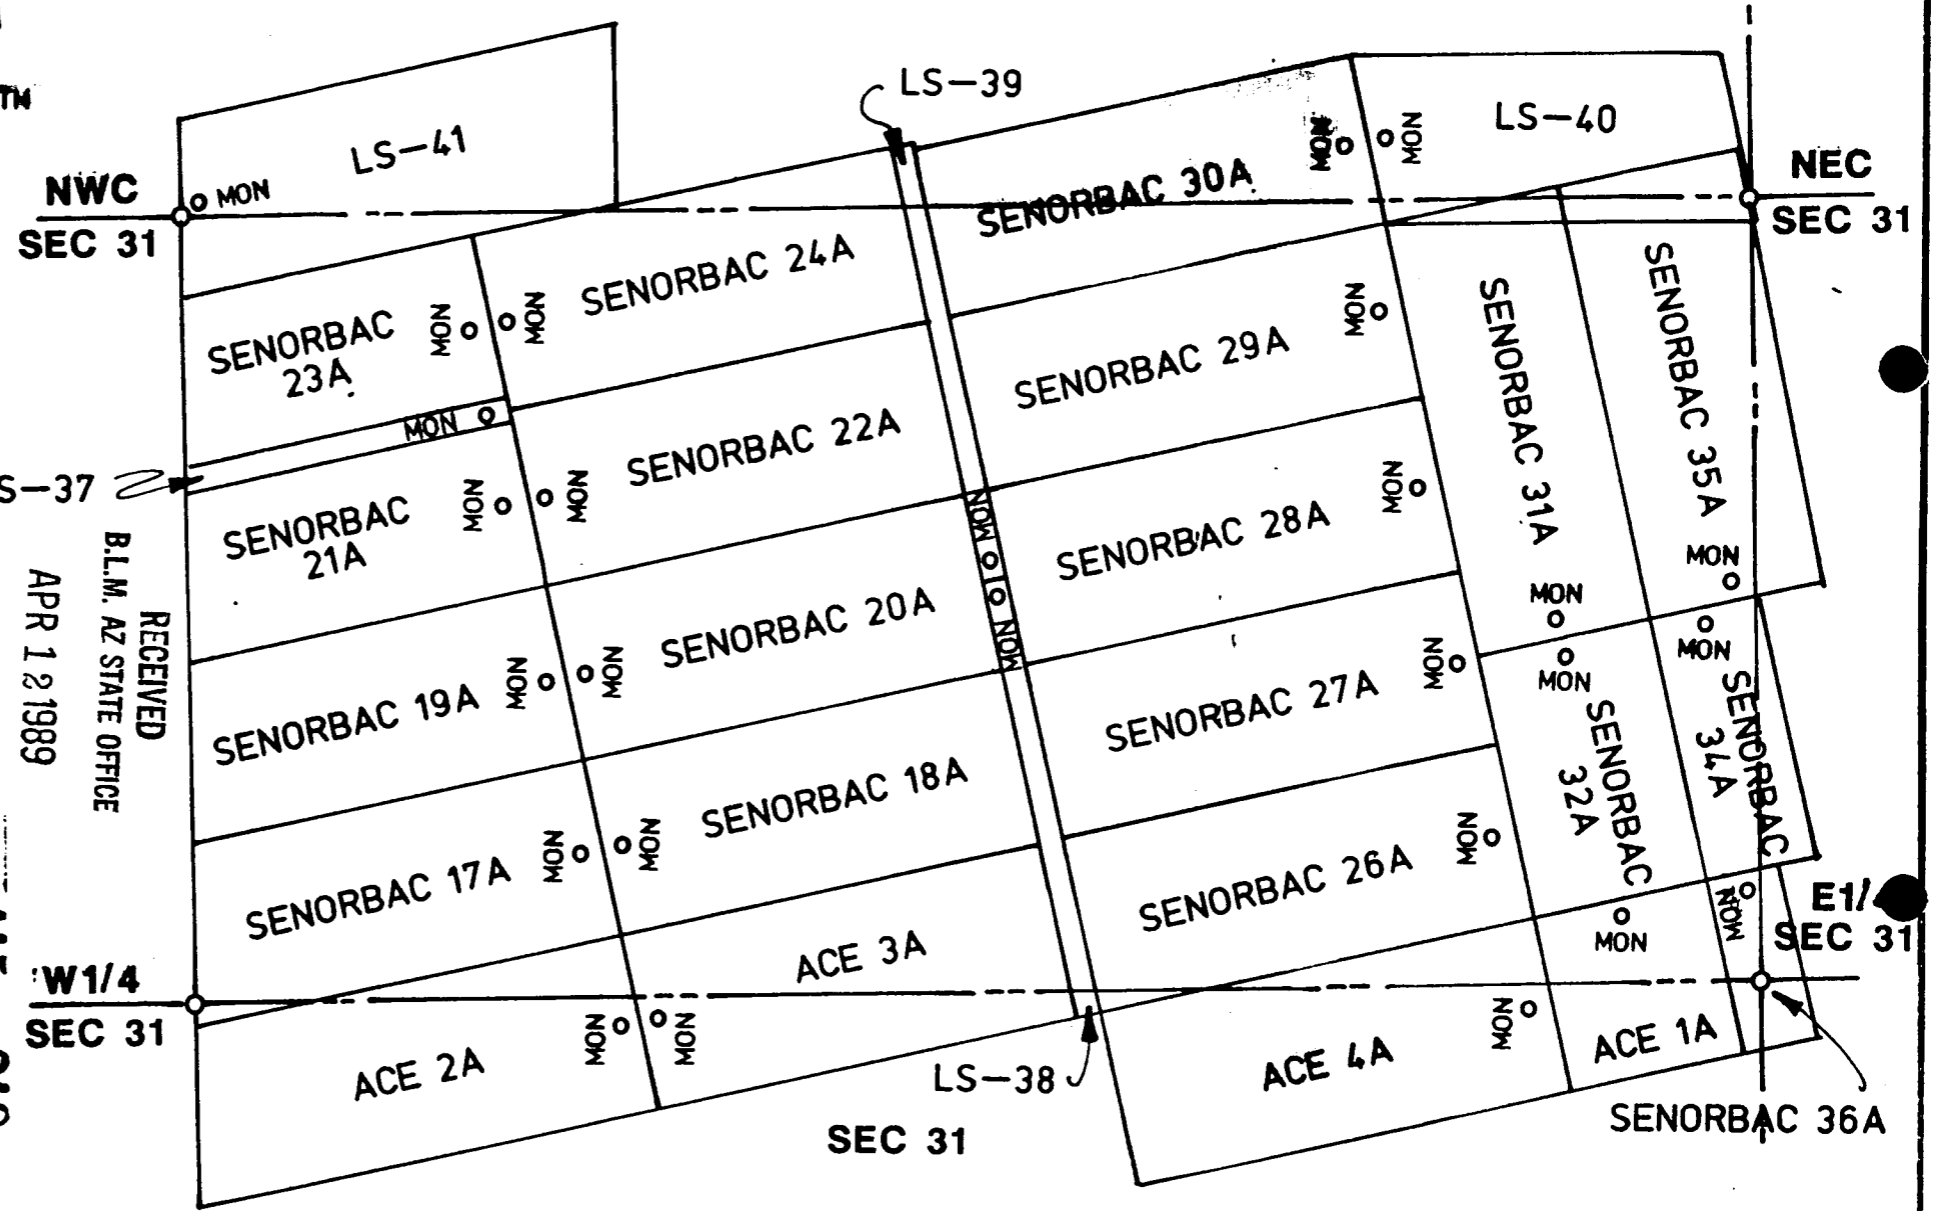 TM
LS-39
LS-40
LS-41
MON
MON
MON
NWC
SEC 31
NEC
SEC 31
SENORBAC 30A
SENORBAC 24A
SENORBAC
23A
MON
MON
MON
SENORBAC 29A
MON
SENORBAC 31A
SENORBAC 35A
S-37
SENORBAC 22A
SENORBAC
21A
MON
MON
MON
SENORBAC 28A
MON
MON
MON
RECEIVED
B.L.M. AZ STATE OFFICE
APR 12 1989
SENORBAC 20A
SENORBAC 19A
MON
MON
MON
SENORBAC 27A
MON
MON
MON
SENORBAC
32A
SENORBAC
34A
SENORBAC 18A
SENORBAC 17A
MON
MON
SENORBAC 26A
MON
MON
MON
E1/
SEC 31
W1/4
SEC 31
ACE 3A
ACE 2A
MON
MON
LS-38
ACE 4A
MON
ACE 1A
SENORBAC 36A
SEC 31